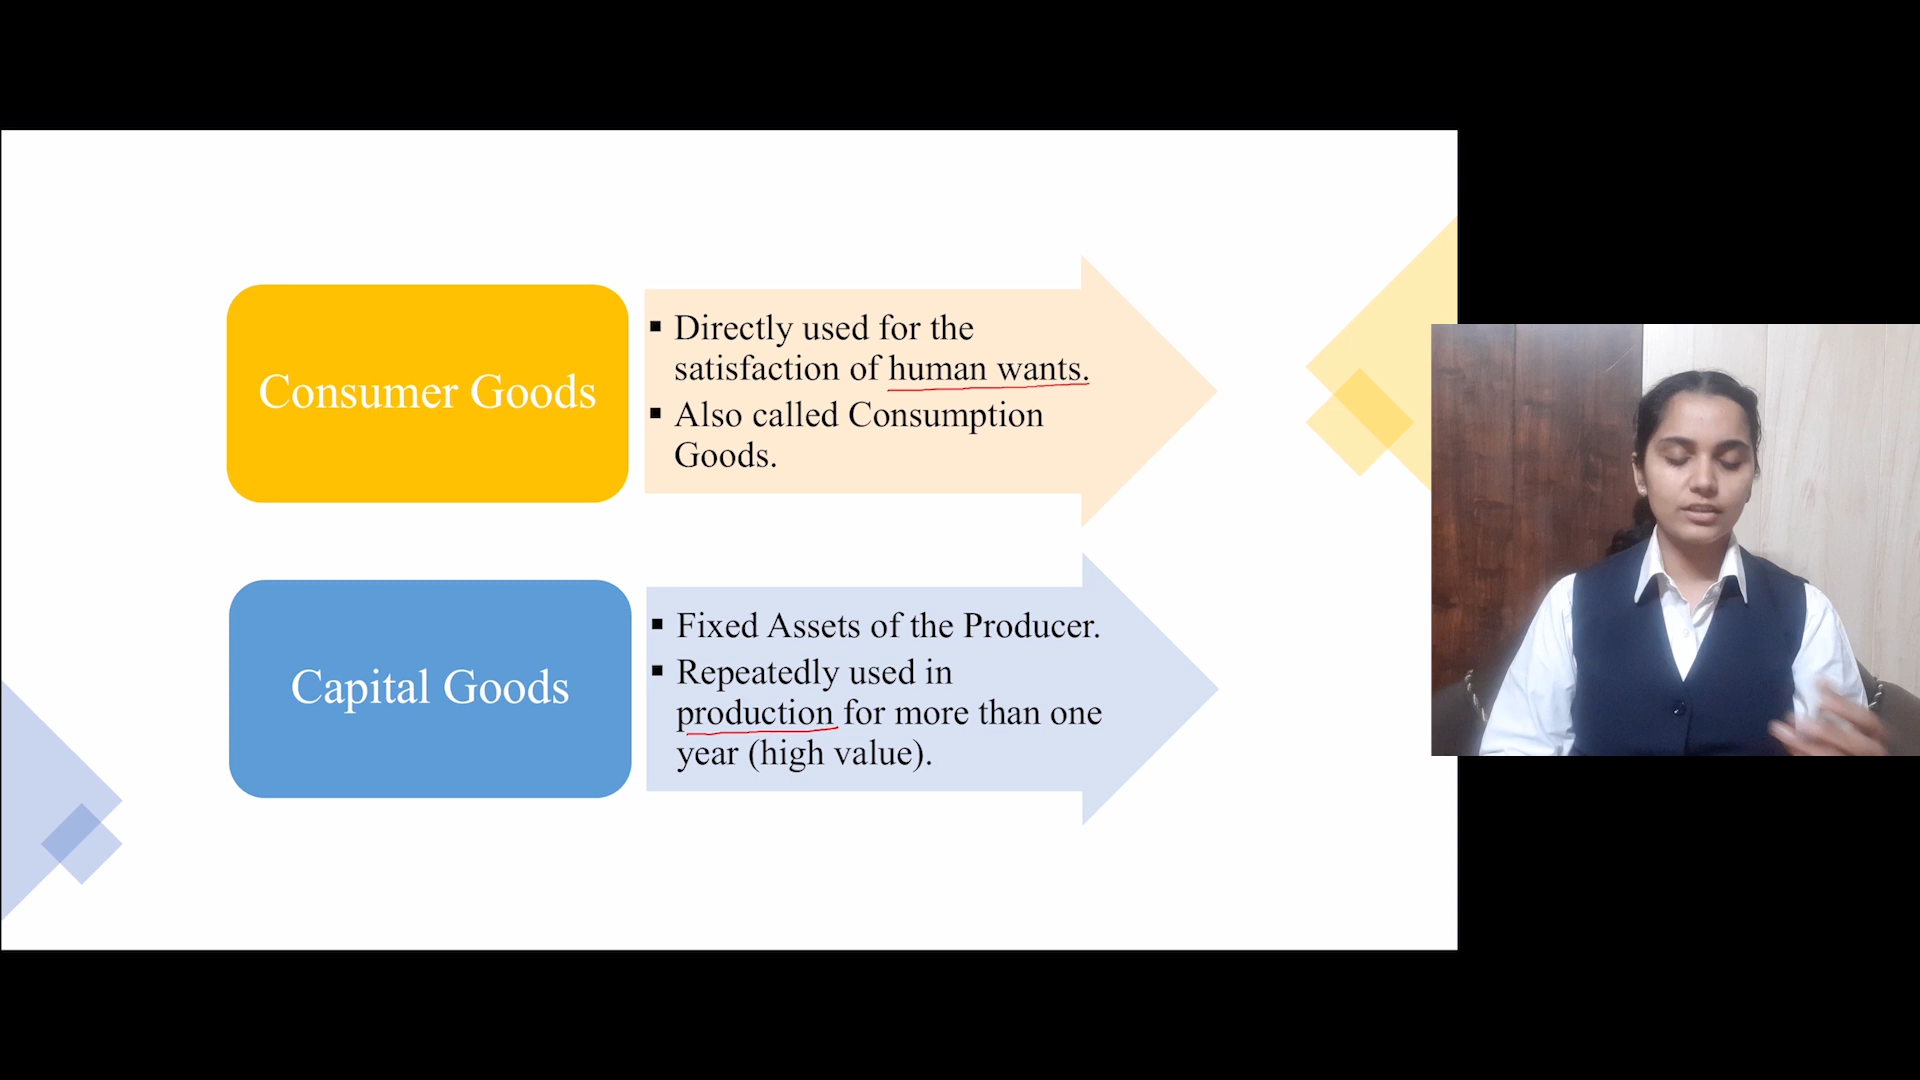 Consumer Goods
▪ Directly used for the
satisfaction of human wants.
▪ Also called Consumption
Goods.
Capital Goods
▪ Fixed Assets of the Producer.
▪ Repeatedly used in
production for more than one
year (high value).